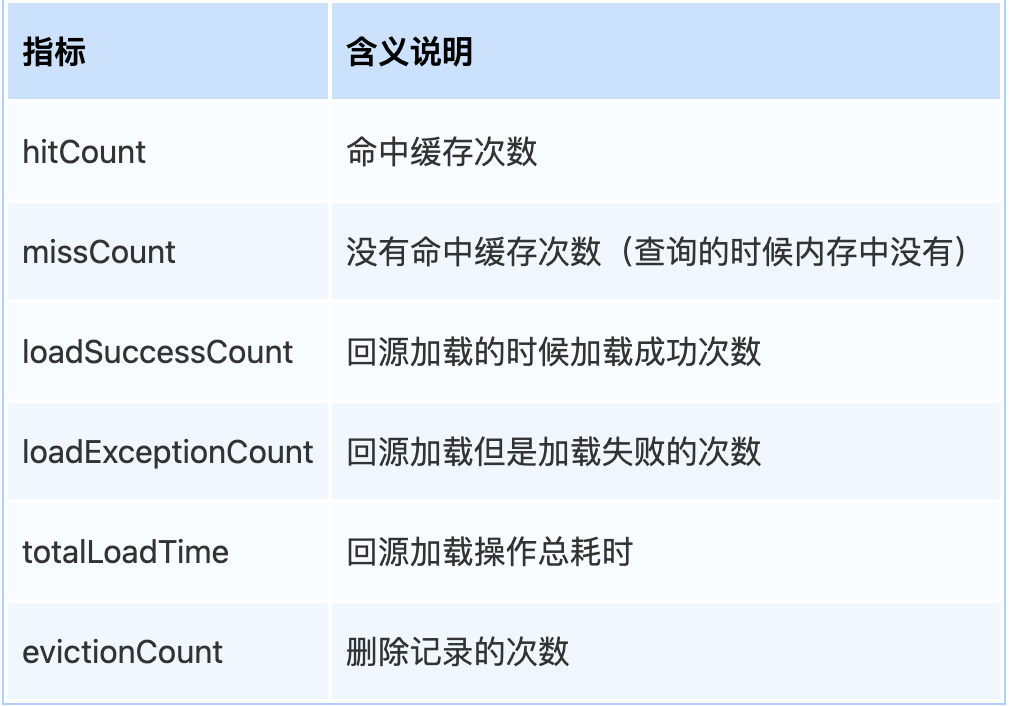 指标 含义说明
hitCount 命中缓存次数
missCount 没有命中缓存次数（查询的时候内存中没有）
loadSuccessCount 回源加载的时候加载成功次数
loadExceptionCount 回源加载但是加载失败的次数
totalLoadTime 回源加载操作总耗时
evictionCount 删除记录的次数